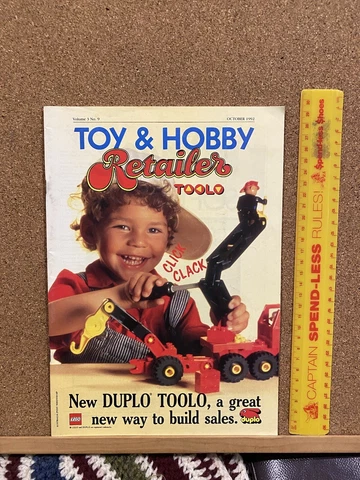 Volume 3 No. 9 OCTOBER 1992
TOY & HOBBY
Retailer
TOOLO
CLICK
CLACK
New DUPLO® TOOLO, a great
new way to build sales.
LEGO
duplo
CAPTAIN SPEND-LESS RULES!
Spend-less Shoes